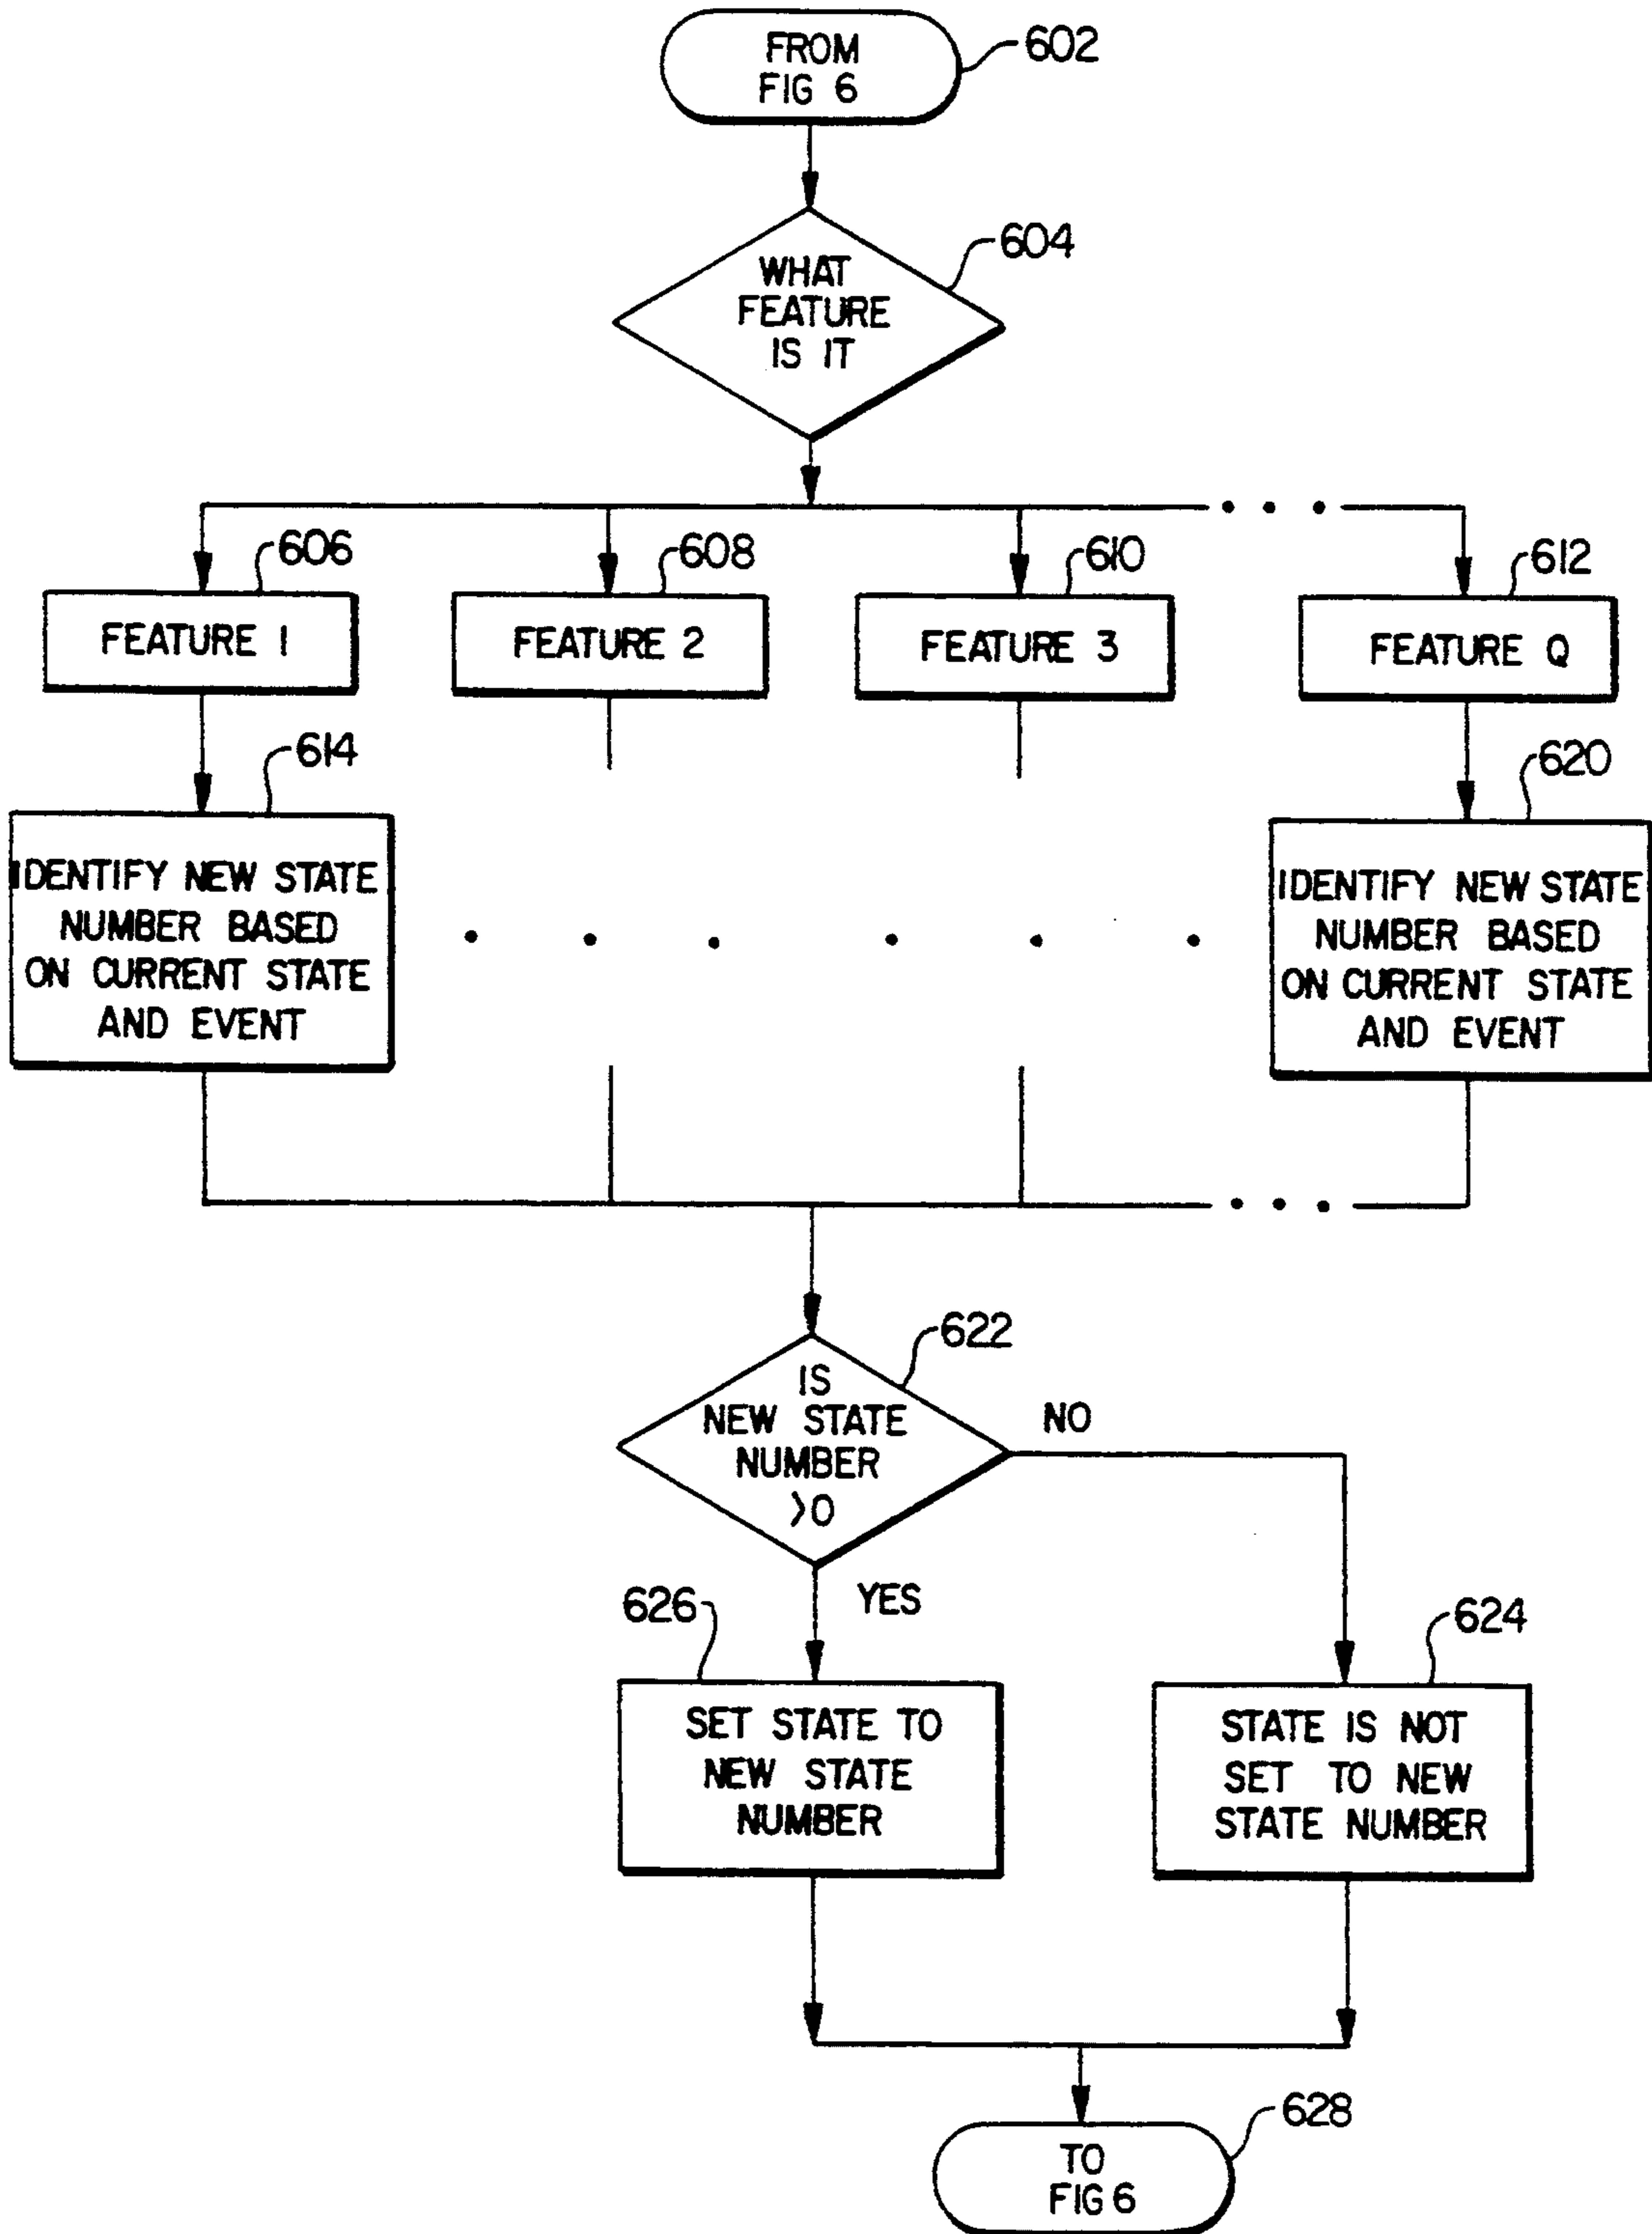 FROM
FIG 6
602
WHAT
FEATURE
IS IT
604
606
608
610
612
FEATURE 1
FEATURE 2
FEATURE 3
FEATURE Q
614
620
IDENTIFY NEW STATE
NUMBER BASED
ON CURRENT STATE
AND EVENT
IDENTIFY NEW STATE
NUMBER BASED
ON CURRENT STATE
AND EVENT
622
IS
NEW STATE
NUMBER
>0
NO
YES
626
624
SET STATE TO
NEW STATE
NUMBER
STATE IS NOT
SET TO NEW
STATE NUMBER
628
TO
FIG 6